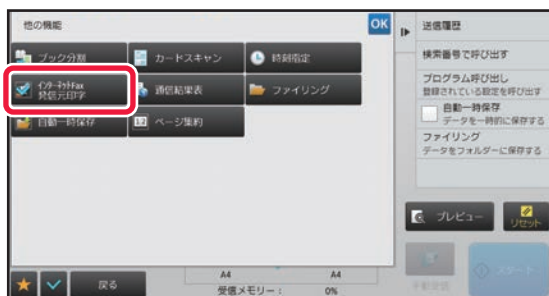 他の機能
OK
ブック分割
カードスキャン
時刻指定
インターネットFax
発信元印字
通信結果表
ファイリング
自動一時保存
1.2
ページ集約
戻る
A4
A4
受信メモリー：
0%
送信履歴
検索番号で呼び出す
プログラム呼び出し
登録されている設定を呼び出す
自動一時保存
データを一時的に保存する
ファイリング
データをフォルダーに保存する
プレビュー
リセット
手動送信
スタート